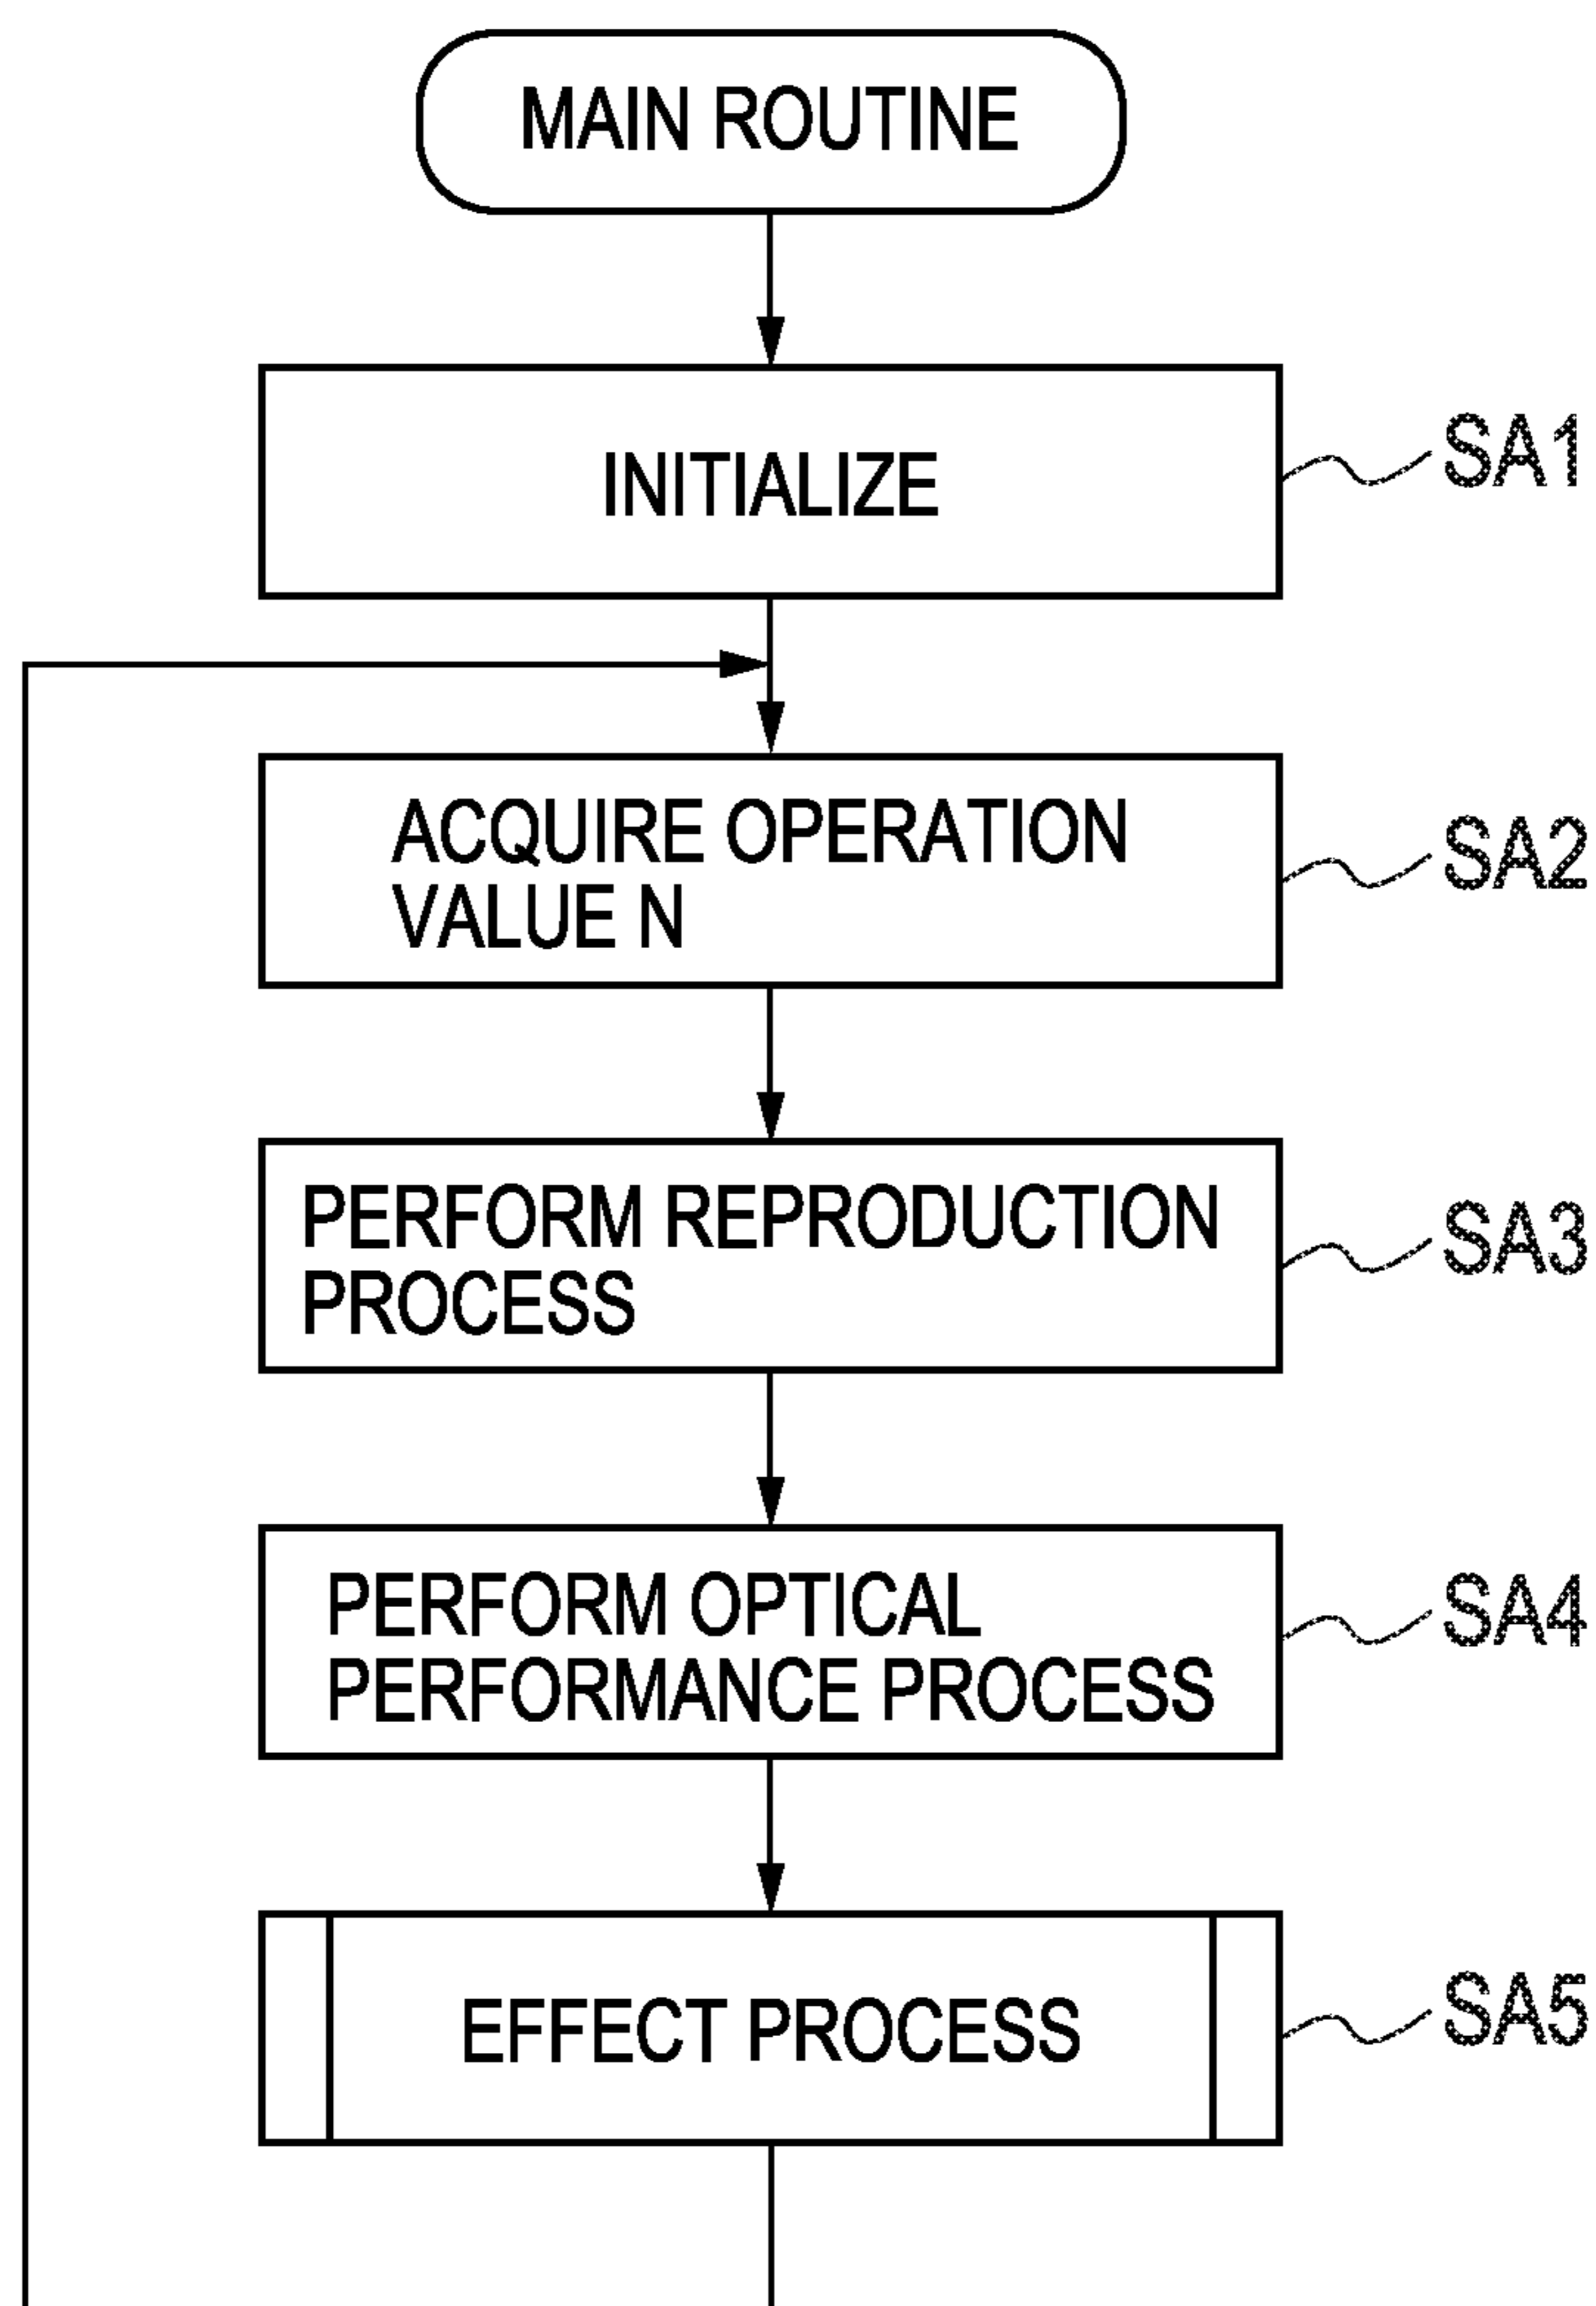 MAIN ROUTINE
INITIALIZE
SA1
ACQUIRE OPERATION
VALUE N
SA2
PERFORM REPRODUCTION
PROCESS
SA3
PERFORM OPTICAL
PERFORMANCE PROCESS
SA4
EFFECT PROCESS
SA5